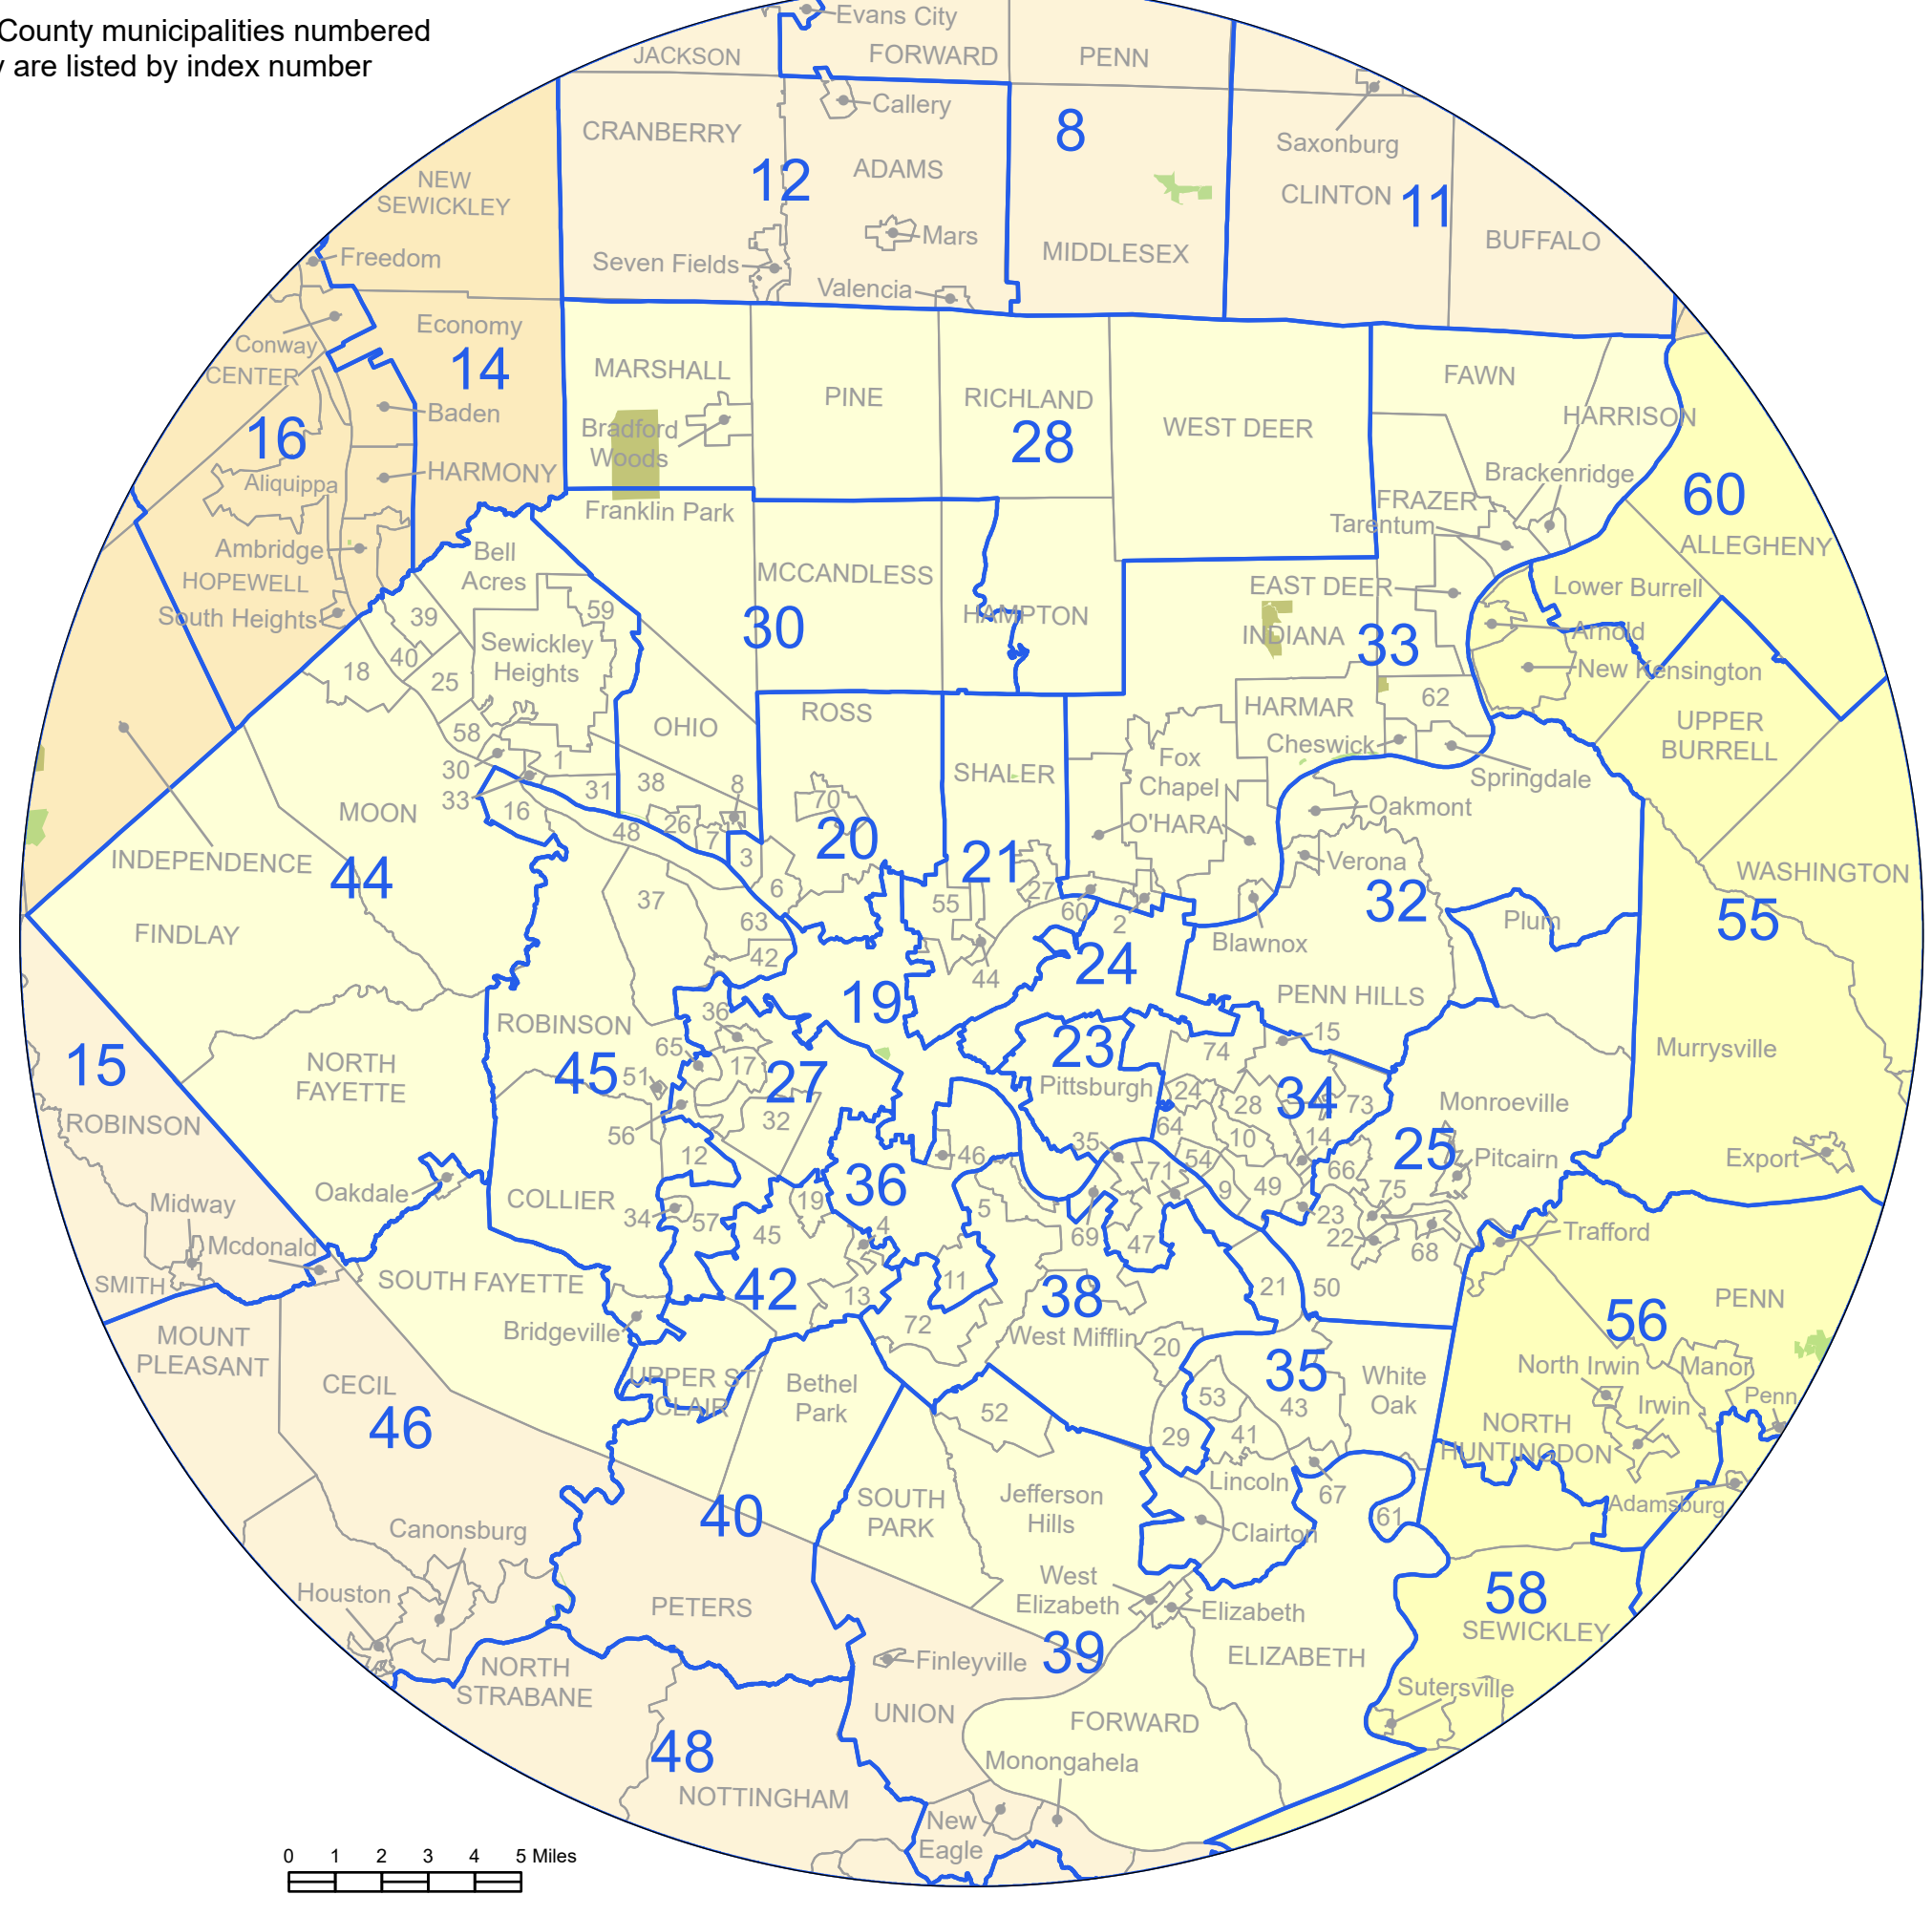 County municipalities numbered
y are listed by index number
Evans City
JACKSON
FORWARD
PENN
Callery
CRANBERRY
8
Saxonburg
12
ADAMS
CLINTON
11
NEW
SEWICKLEY
Mars
BUFFALO
Freedom
Seven Fields
MIDDLESEX
Valencia
Economy
Conway
14
CENTER
MARSHALL
PINE
RICHLAND
FAWN
Baden
28
WEST DEER
HARRISON
16
Bradford
Woods
Aliquippa
HARMONY
Brackenridge
60
FRAZER
Franklin Park
Tarentum
Ambridge
Bell
Acres
ALLEGHENY
HOPEWELL
MCCANDLESS
EAST DEER
Lower Burrell
South Heights
39
59
30
HAMPTON
INDIANA
33
Arnold
Sewickley
Heights
40
18
25
New Kensington
62
58
OHIO
ROSS
HARMAR
UPPER
BURRELL
Cheswick
30
1
SHALER
Fox
Chapel
Springdale
33
31
38
8
MOON
16
70
Oakmont
48
26
7
O'HARA
INDEPENDENCE
3
20
21
Verona
44
6
27
WASHINGTON
37
55
60
2
32
FINDLAY
63
Plum
55
42
44
24
Blawnox
19
PENN HILLS
36
ROBINSON
15
65
23
74
Murrysville
15
NORTH
FAYETTE
45
51
17
27
Pittsburgh
24
28
34
73
Monroeville
ROBINSON
56
32
64
10
14
12
35
46
54
66
25
Pitcairn
Export
Oakdale
COLLIER
36
71
9
49
75
Midway
34
57
19
5
23
45
4
69
47
22
68
Trafford
Mcdonald
SMITH
SOUTH FAYETTE
42
11
21
50
PENN
13
38
56
Bridgeville
72
West Mifflin
MOUNT
PLEASANT
20
35
White
Oak
North Irwin
Manor
CECIL
UPPER ST
CLAIR
Bethel
Park
53
43
Penn
46
52
29
41
Irwin
NORTH
HUNTINGDON
Lincoln
67
SOUTH
PARK
Jefferson
Hills
40
61
Adamsburg
Canonsburg
Clairton
West
Elizabeth
Houston
Elizabeth
58
PETERS
SEWICKLEY
39
Finleyville
ELIZABETH
NORTH
STRABANE
Sutersville
UNION
FORWARD
48
Monongahela
NOTTINGHAM
New
Eagle
0 1 2 3 4 5 Miles